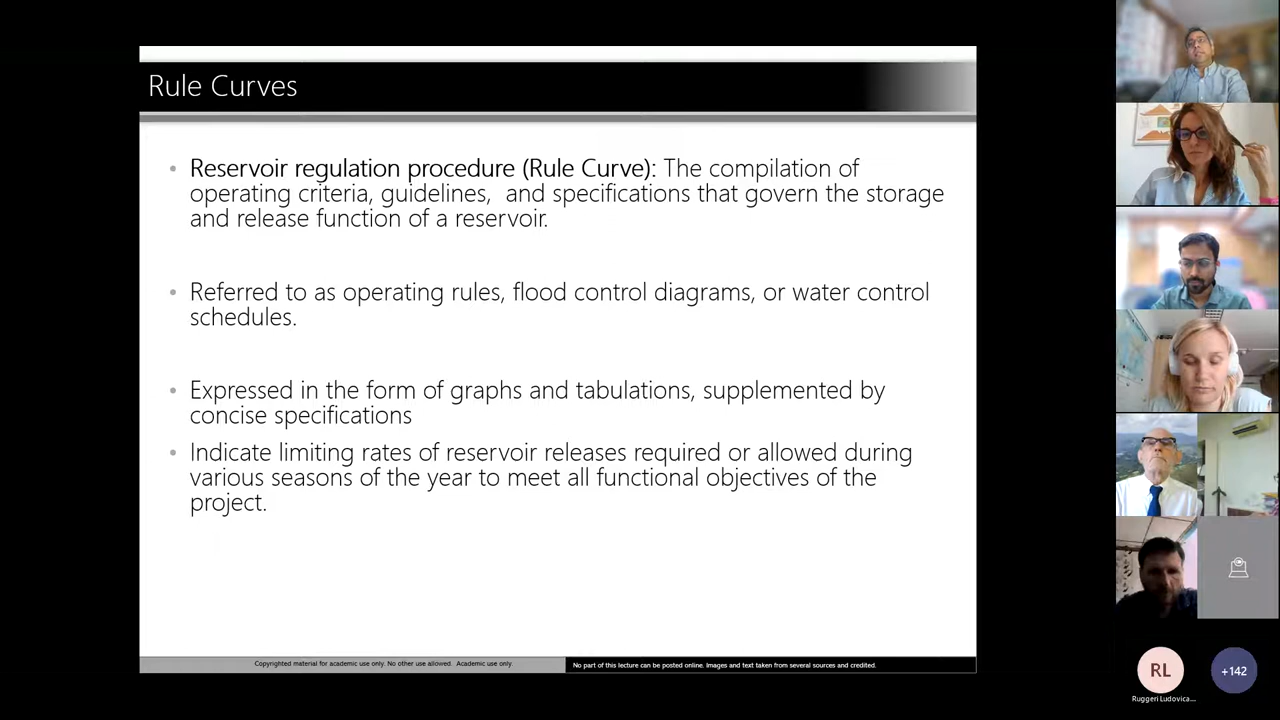 Rule Curves
Reservoir regulation procedure (Rule Curve): The compilation of
operating criteria, guidelines, and specifications that govern the storage
and release function of a reservoir.
Referred to as operating rules, flood control diagrams, or water control
schedules.
Expressed in the form of graphs and tabulations, supplemented by
concise specifications
Indicate limiting rates of reservoir releases required or allowed during
various seasons of the year to meet all functional objectives of the
project.
Copyrighted material for academic use only. No other use allowed. Academic use only.
No part of this lecture can be posted online. Images and text taken from several sources and credited.
RL
+142
Ruggeri Ludovica...